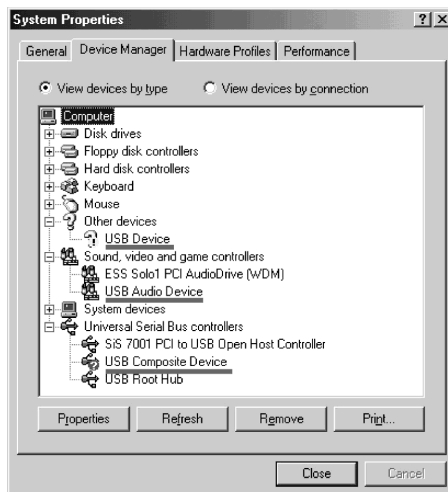 System Properties
General Device Manager Hardware Profiles Performance
View devices by type View devices by connection
Computer
Disk drives
Floppy disk controllers
Hard disk controllers
Keyboard
Mouse
Other devices
USB Device
Sound, video and game controllers
ESS Solo1 PCI AudioDrive (WDM)
USB Audio Device
System devices
Universal Serial Bus controllers
SiS 7001 PCI to USB Open Host Controller
USB Composite Device
USB Root Hub
Properties Refresh Remove Print...
Close Cancel